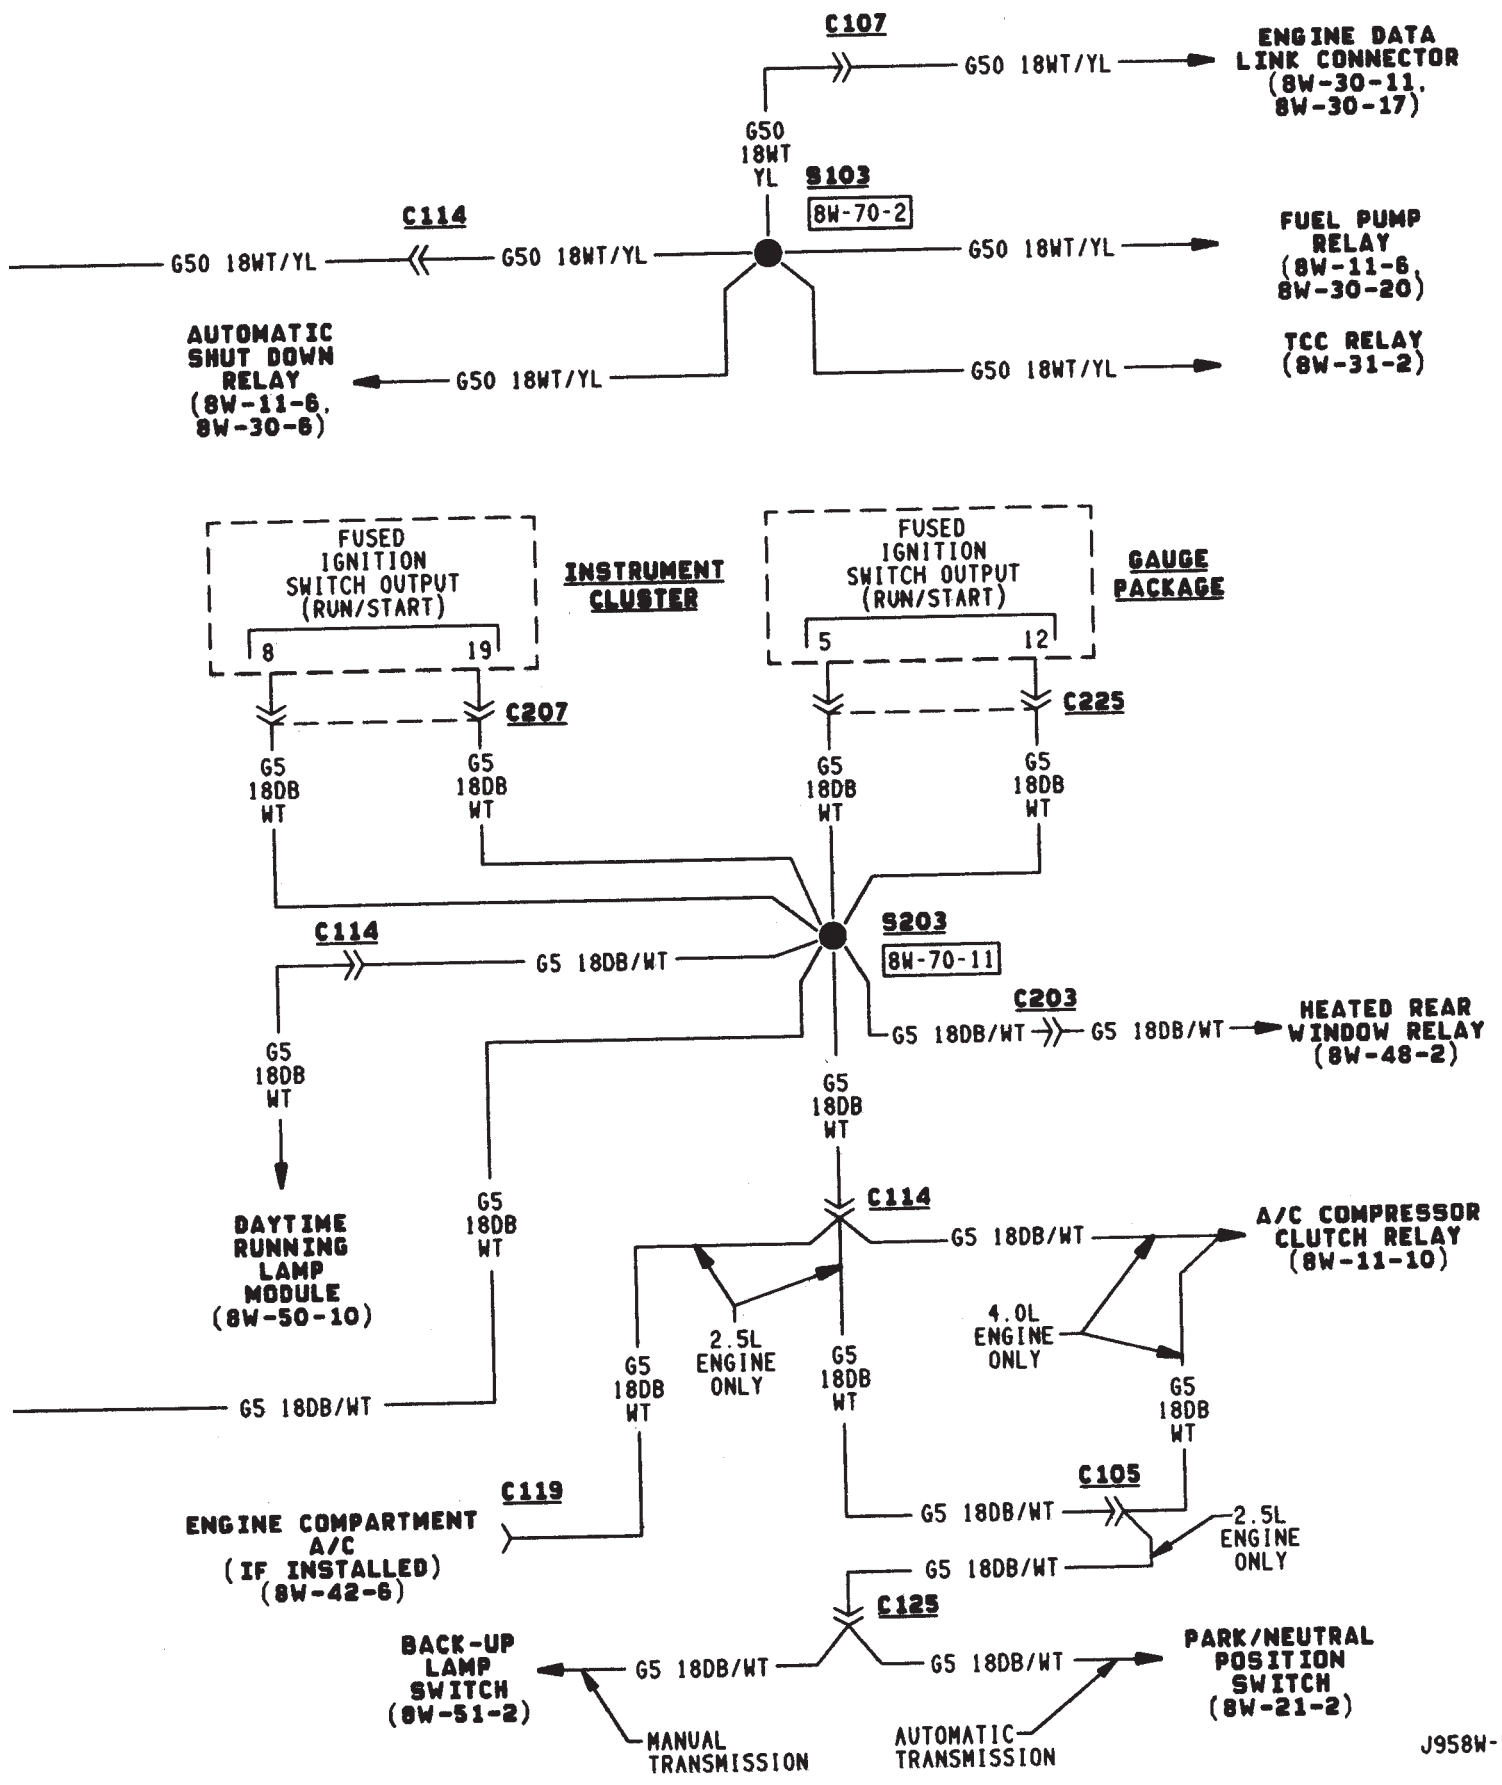 C107
G50 18WT/YL
ENGINE DATA
LINK CONNECTOR
(8W-30-11,
8W-30-17)
G50
18WT
YL
S103
8W-70-2
C114
G50 18WT/YL
G50 18WT/YL
G50 18WT/YL
FUEL PUMP
RELAY
(8W-11-6,
8W-30-20)
AUTOMATIC
SHUT DOWN
RELAY
(8W-11-6,
8W-30-6)
G50 18WT/YL
G50 18WT/YL
TCC RELAY
(8W-31-2)
FUSED
IGNITION
SWITCH OUTPUT
(RUN/START)
8 19
INSTRUMENT
CLUSTER
FUSED
IGNITION
SWITCH OUTPUT
(RUN/START)
5 12
GAUGE
PACKAGE
C207
C225
G5
18DB
WT
G5
18DB
WT
G5
18DB
WT
G5
18DB
WT
S203
8W-70-11
C114
G5 18DB/WT
C203
G5 18DB/WT
G5 18DB/WT
HEATED REAR
WINDOW RELAY
(8W-48-2)
G5
18DB
WT
G5
18DB
WT
DAYTIME
RUNNING
LAMP
MODULE
(8W-50-10)
G5
18DB
WT
C114
G5 18DB/WT
A/C COMPRESSOR
CLUTCH RELAY
(8W-11-10)
2.5L
ENGINE
ONLY
4.0L
ENGINE
ONLY
G5
18DB
WT
G5
18DB
WT
G5
18DB
WT
G5 18DB/WT
C119
ENGINE COMPARTMENT
A/C
(IF INSTALLED)
(8W-42-6)
C105
G5 18DB/WT
2.5L
ENGINE
ONLY
G5 18DB/WT
C125
BACK-UP
LAMP
SWITCH
(8W-51-2)
G5 18DB/WT
G5 18DB/WT
PARK/NEUTRAL
POSITION
SWITCH
(8W-21-2)
MANUAL
TRANSMISSION
AUTOMATIC
TRANSMISSION
J958W-